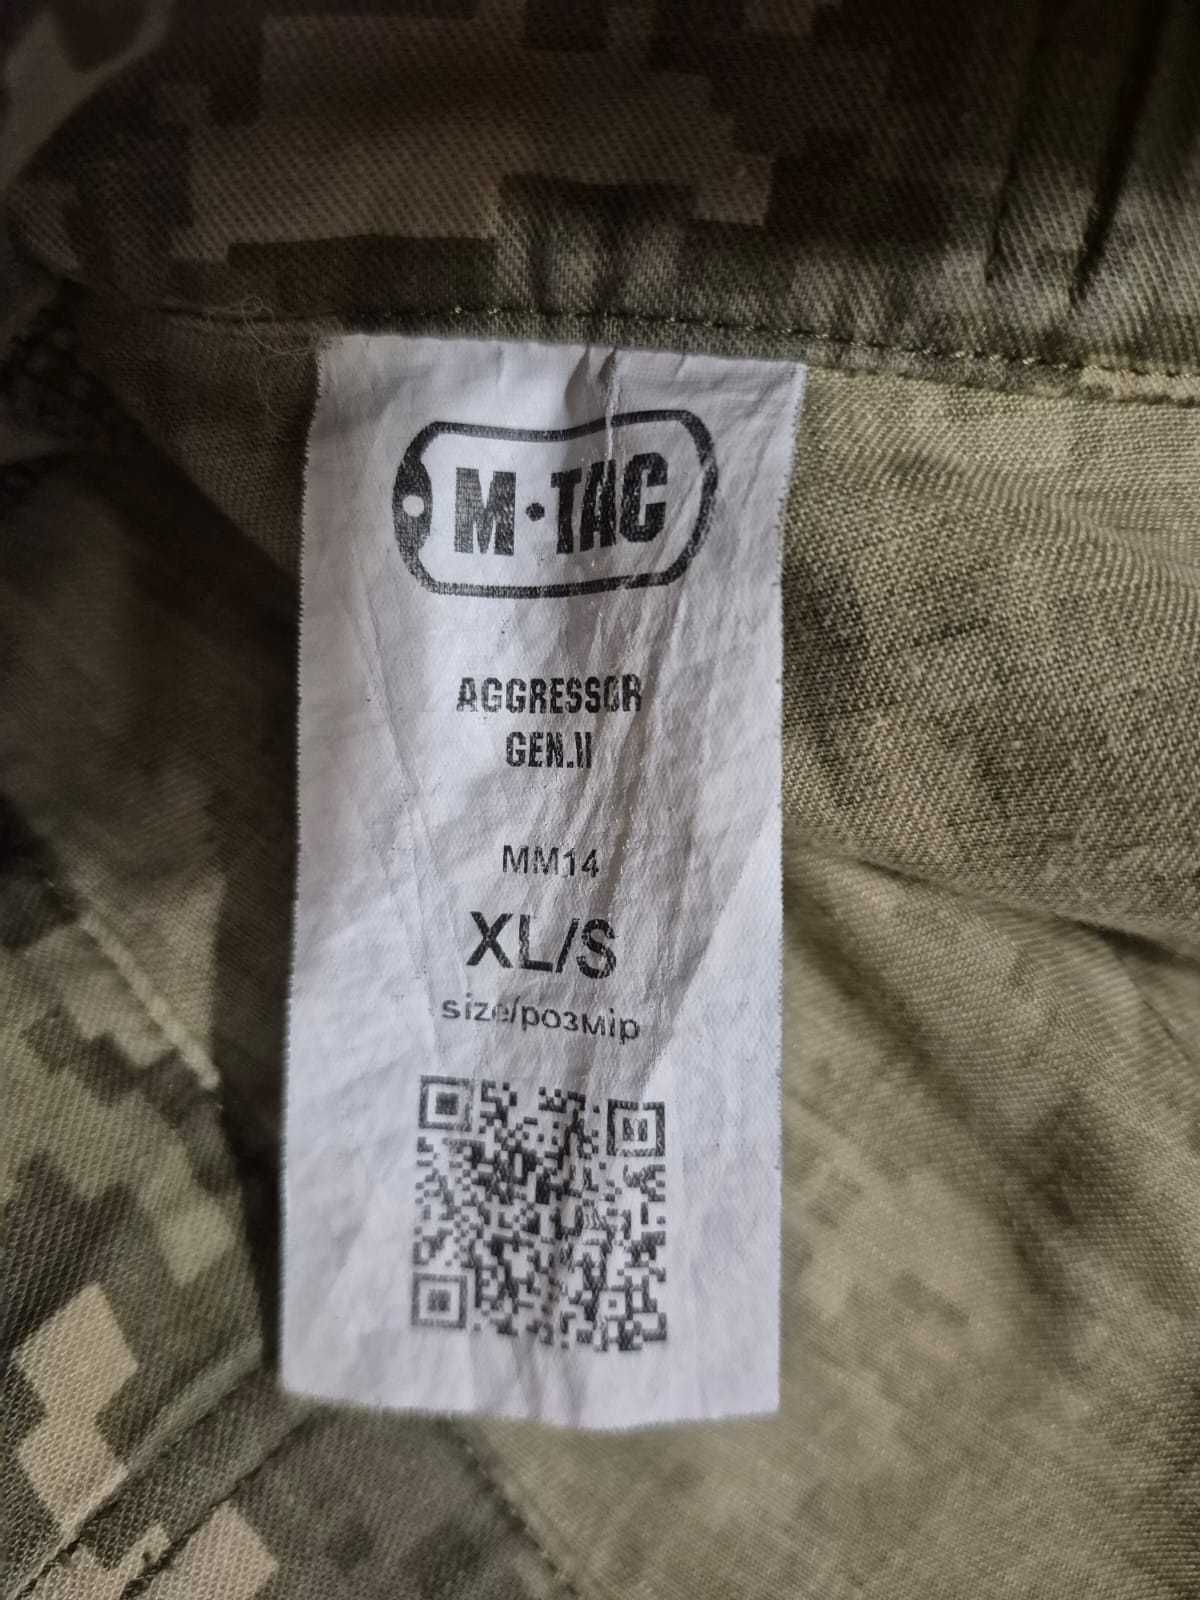 M·TAC
AGGRESSOR
GEN.II
MM14
XL/S
size/розмір